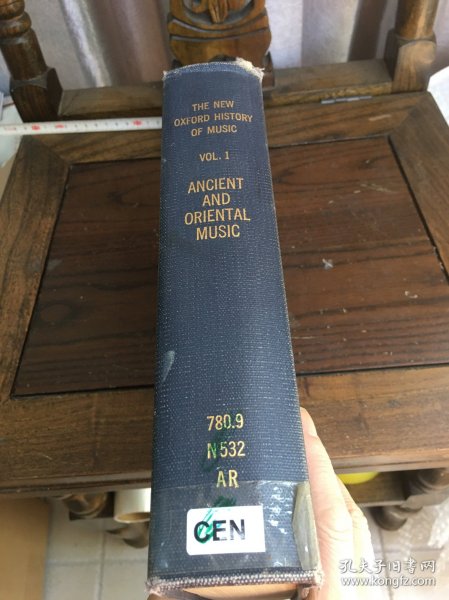 THE NEW
OXFORD HISTORY
OF MUSIC
VOL. 1
ANCIENT
AND
ORIENTAL
MUSIC
780.9
N532
AR
CEN
孔夫子旧书网
www.kongfz.com